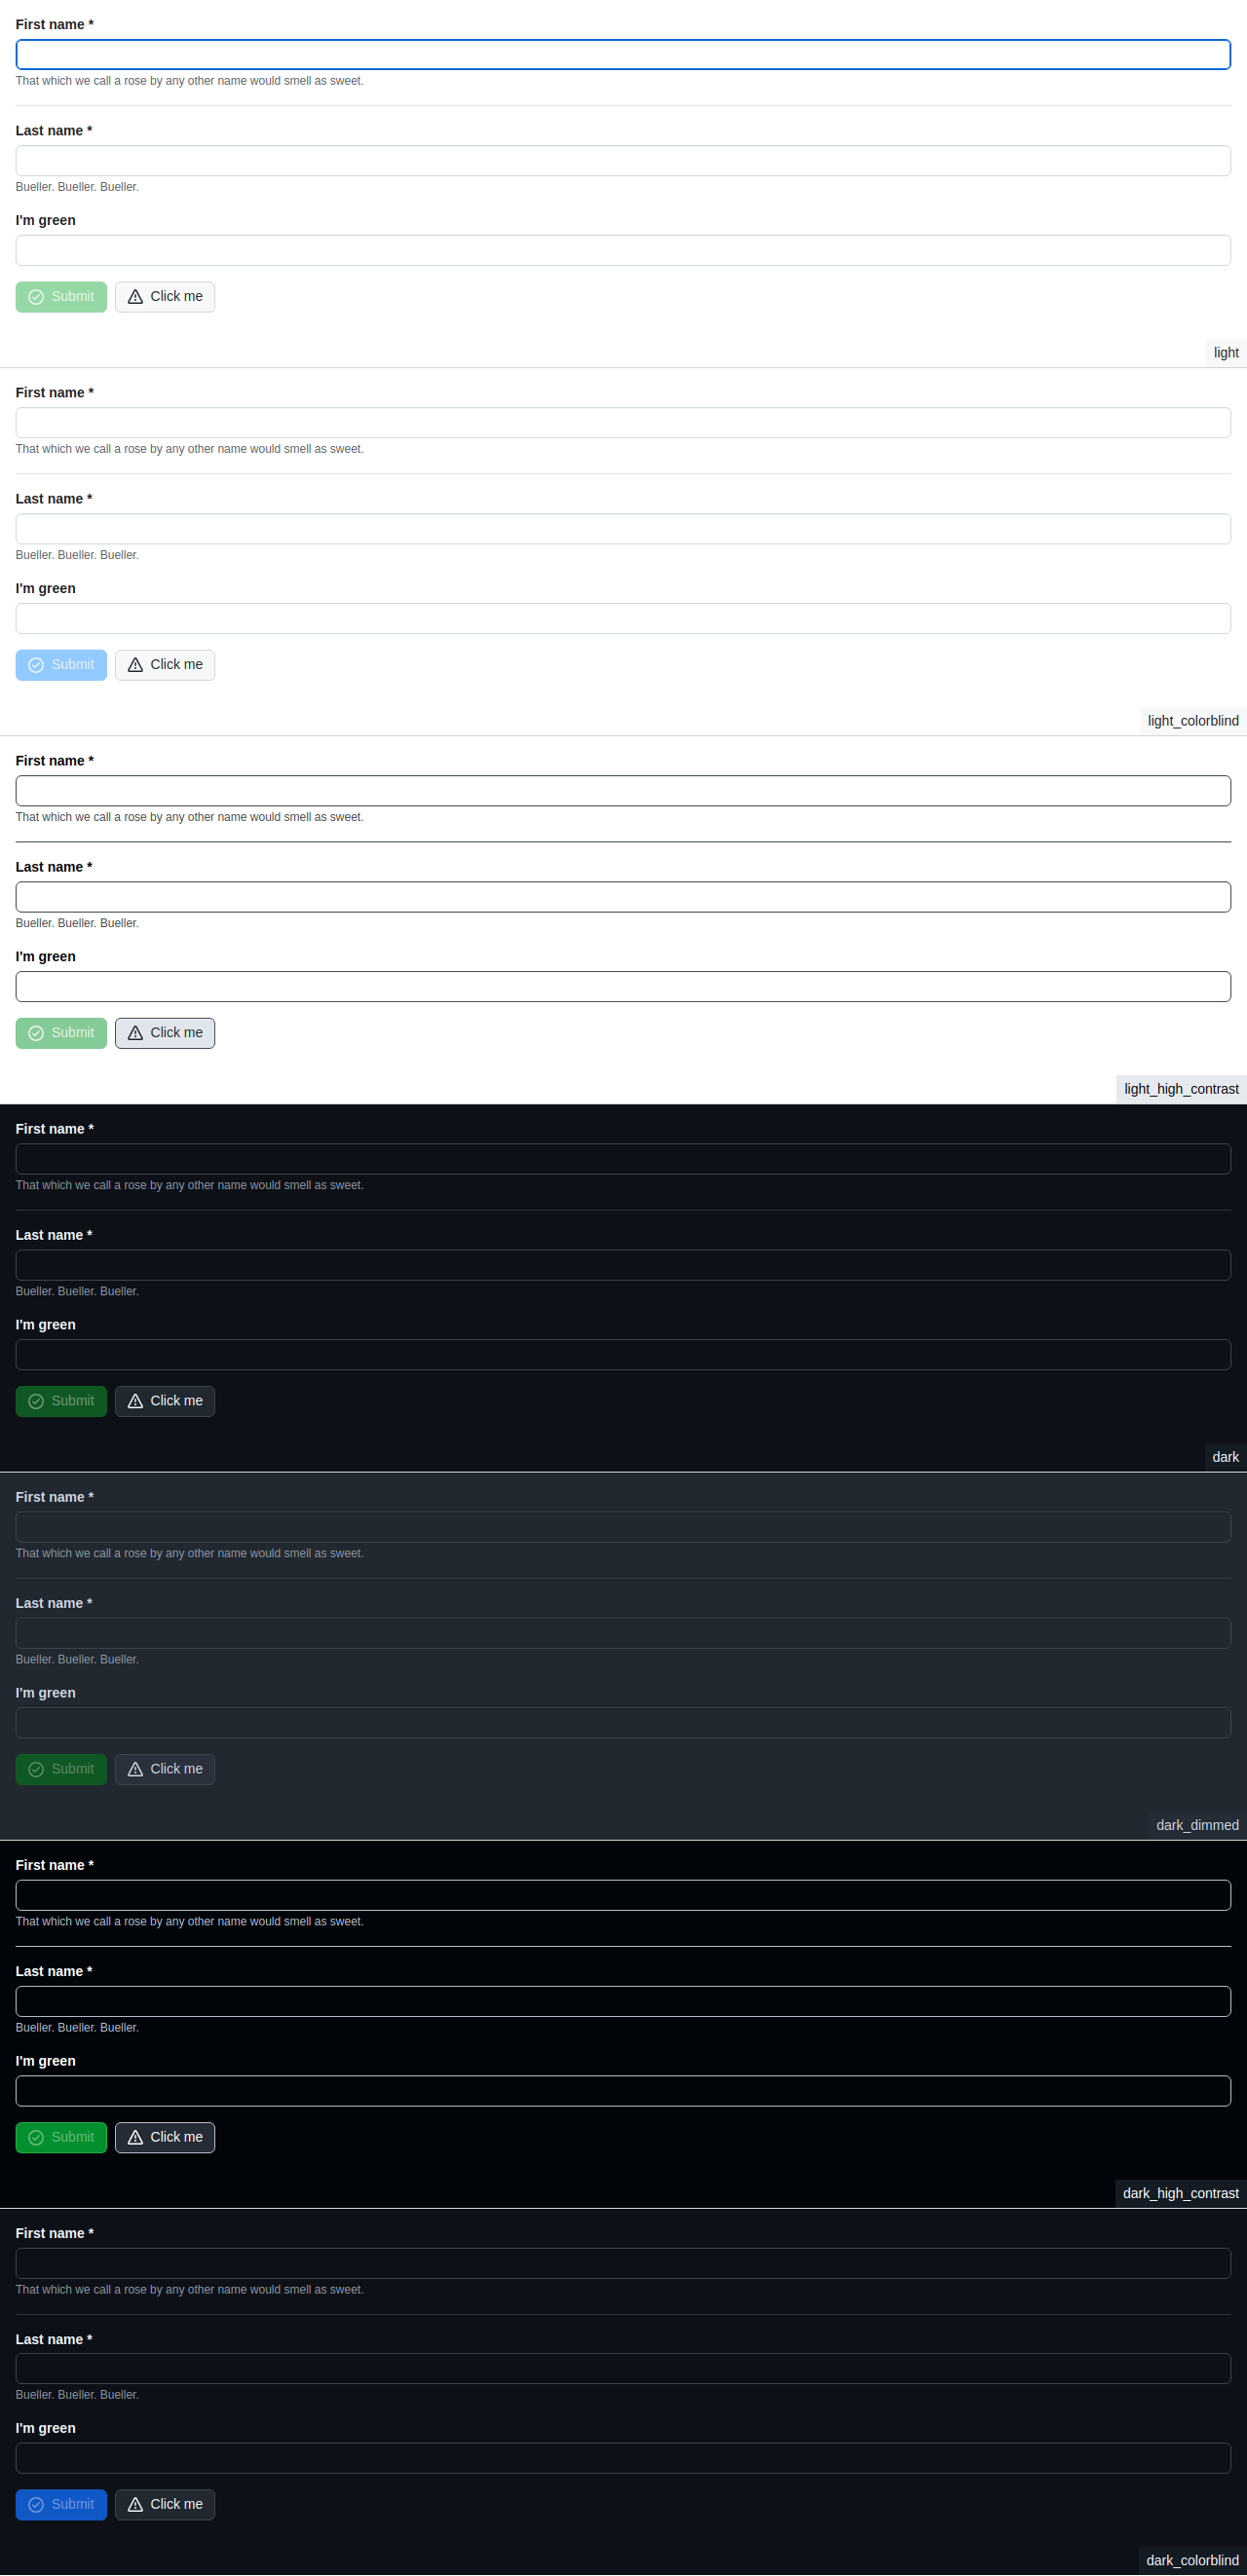 First name *
That which we call a rose by any other name would smell as sweet.
Last name *
Bueller. Bueller. Bueller.
I'm green
Submit Click me
light
First name *
That which we call a rose by any other name would smell as sweet.
Last name *
Bueller. Bueller. Bueller.
I'm green
Submit Click me
light_colorblind
First name *
That which we call a rose by any other name would smell as sweet.
Last name *
Bueller. Bueller. Bueller.
I'm green
Submit Click me
light_high_contrast
First name *
That which we call a rose by any other name would smell as sweet.
Last name *
Bueller. Bueller. Bueller.
I'm green
Submit Click me
dark
First name *
That which we call a rose by any other name would smell as sweet.
Last name *
Bueller. Bueller. Bueller.
I'm green
Submit Click me
dark_dimmed
First name *
That which we call a rose by any other name would smell as sweet.
Last name *
Bueller. Bueller. Bueller.
I'm green
Submit Click me
dark_high_contrast
First name *
That which we call a rose by any other name would smell as sweet.
Last name *
Bueller. Bueller. Bueller.
I'm green
Submit Click me
dark_colorblind